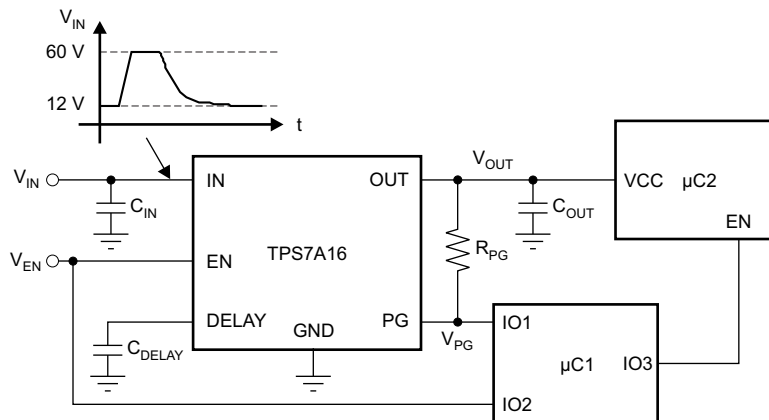 V_IN
60 V
12 V
t
V_IN
C_IN
IN
OUT
V_OUT
C_OUT
VCC
µC2
EN
V_EN
EN
TPS7A16
R_PG
DELAY
GND
PG
V_PG
C_DELAY
IO1
µC1
IO3
IO2